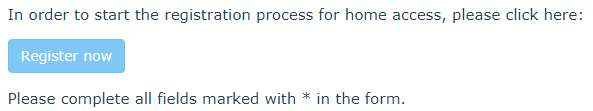 In order to start the registration process for home access, please click here:
Register now
Please complete all fields marked with * in the form.